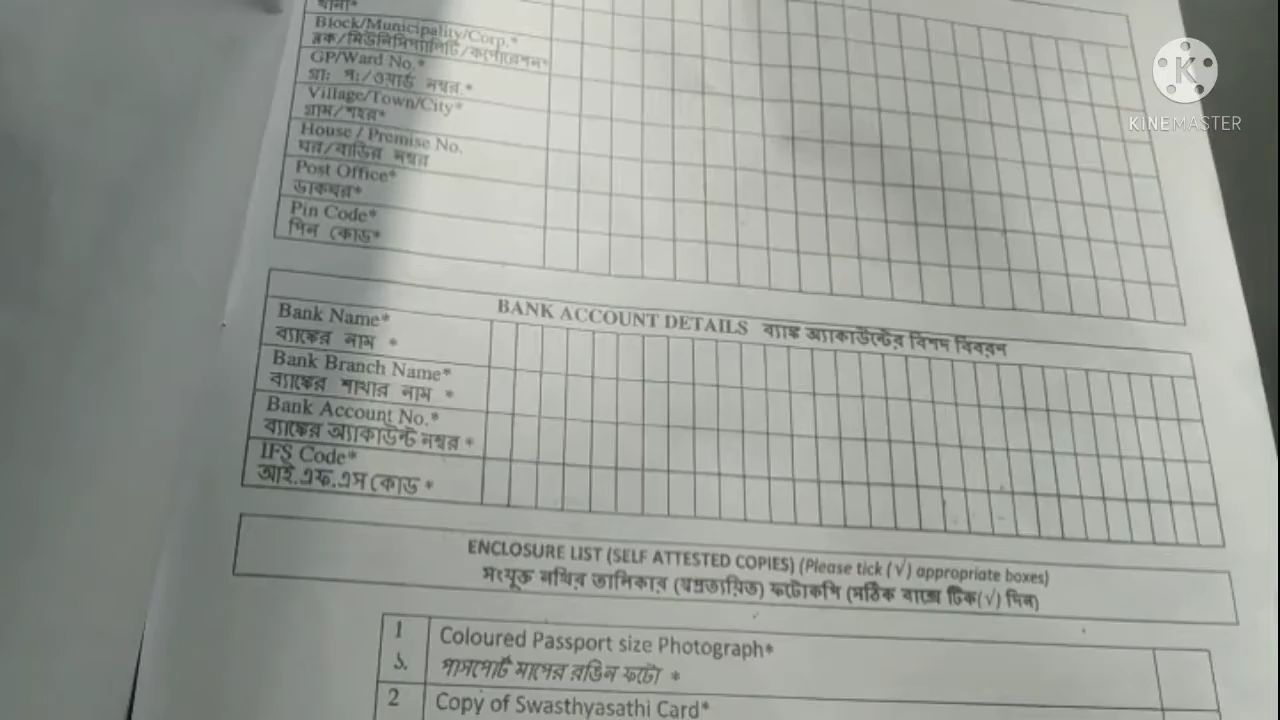 থানা*
Block/Municipality/Corp.*
ব্লক/মিউনিসিপ্যালিটি/কর্পোরেশন*
GP/Ward No.*
গ্রা: প:/ওয়ার্ড নম্বর.*
Village/Town/City*
গ্রাম/শহর*
House / Premise No.
ঘর/বাড়ির নম্বর
Post Office*
ডাকঘর*
Pin Code*
পিন কোড*
BANK ACCOUNT DETAILS ব্যাঙ্ক অ্যাকাউন্টের বিশদ বিবরণ
Bank Name*
ব্যাঙ্কের নাম *
Bank Branch Name*
ব্যাঙ্কের শাখার নাম *
Bank Account No.*
ব্যাঙ্কের অ্যাকাউন্ট নম্বর *
IFS Code*
আই.এফ.এস কোড *
ENCLOSURE LIST (SELF ATTESTED COPIES) (Please tick (√) appropriate boxes)
সংযুক্ত নথির তালিকার (স্বপ্রত্যয়িত) ফটোকপি (সঠিক বাক্সে টিক(√) দিন)
1 Coloured Passport size Photograph*
১. পাসপোর্ট মাপের রঙিন ফটো *
2 Copy of Swasthyasathi Card*
KINEMASTER